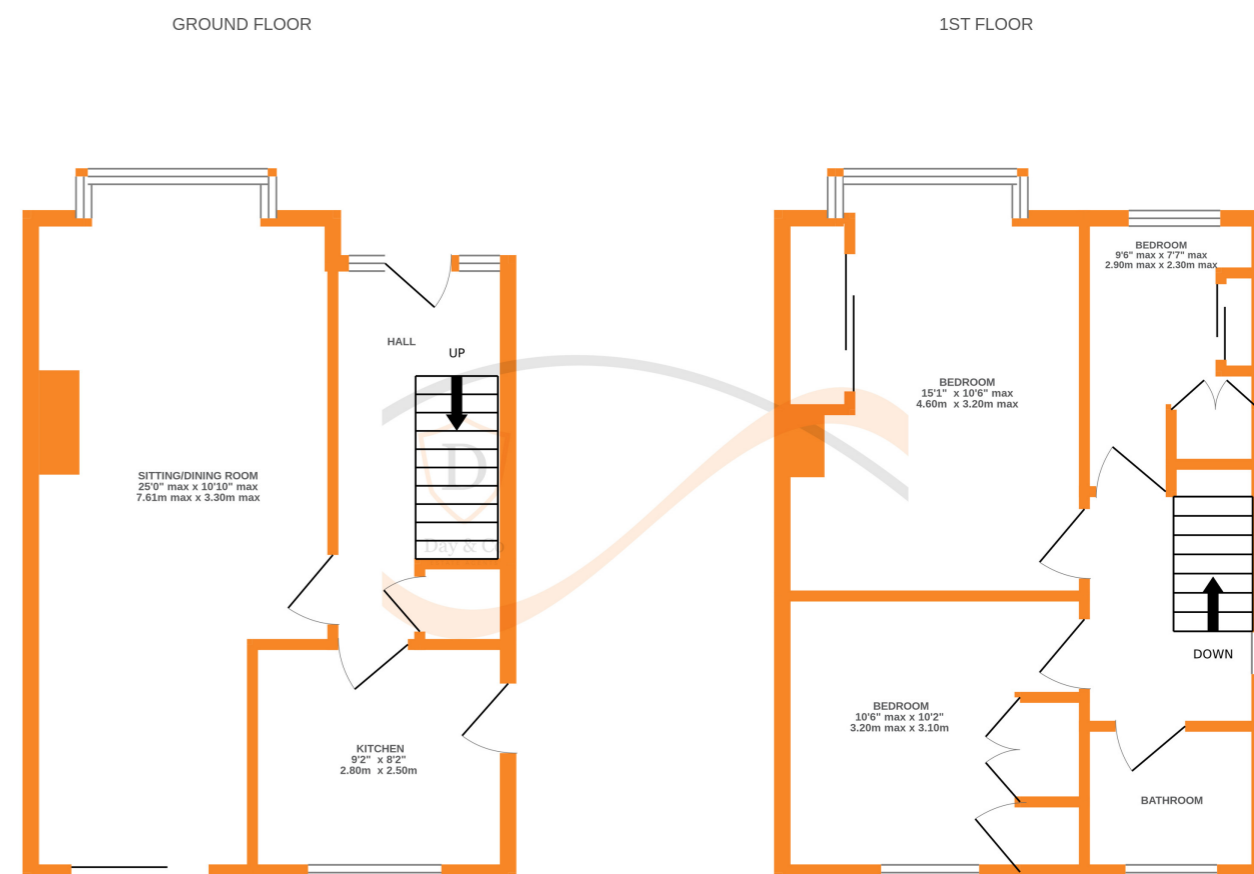 GROUND FLOOR
1ST FLOOR
HALL
UP
SITTING/DINING ROOM
25'0" max x 10'10" max
7.61m max x 3.30m max
KITCHEN
9'2" x 8'2"
2.80m x 2.50m
D
Day & Co
BEDROOM
9'6" max x 7'7" max
2.90m max x 2.30m max
BEDROOM
15'1" x 10'6" max
4.60m x 3.20m max
BEDROOM
10'6" max x 10'2"
3.20m max x 3.10m
DOWN
BATHROOM